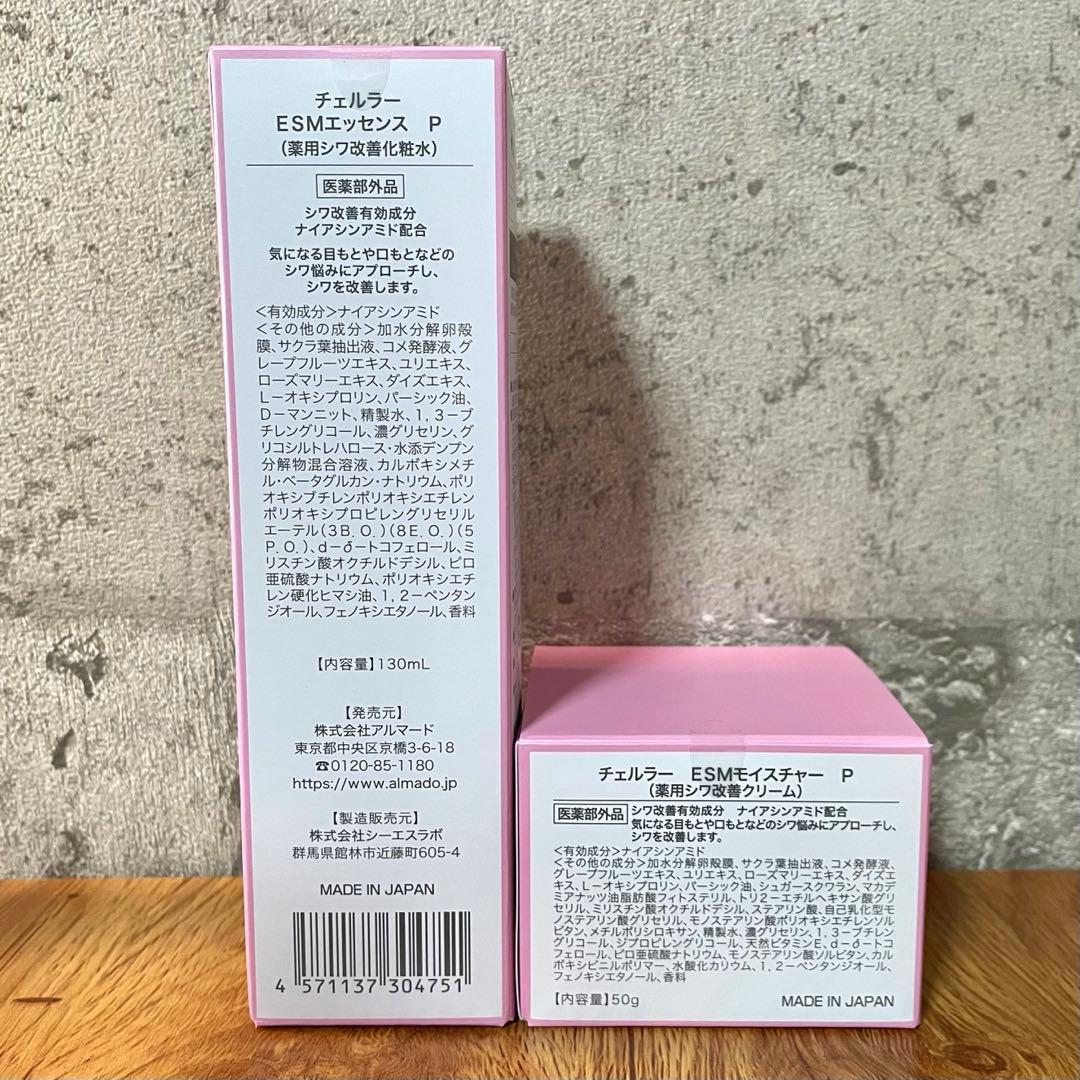 チェルラー
ESMエッセンス P
(薬用シワ改善化粧水)
医薬部外品
シワ改善有効成分
ナイアシンアミド配合
気になる目もとや口もとなどの
シワ悩みにアプローチし、
シワを改善します。
<有効成分>ナイアシンアミド
<その他の成分>加水分解卵殻
膜、サクラ葉抽出液、コメ発酵液、グ
レープフルーツエキス、ユリエキス、
ローズマリーエキス、ダイズエキス、
L-オキシプロリン、パーシック油、
D-マンニット、精製水、1,3-ブ
チレングリコール、濃グリセリン、グ
リコシルトレハロース・水添デンプン
分解物混合溶液、カルボキシメチ
ル・ベータグルカン・ナトリウム、ポリ
オキシブチレンポリオキシエチレン
ポリオキシプロピレングリセリル
エーテル(3B.O.)(8E.O.)(5
P.O.)、d-δ-トコフェロール、ミ
リスチン酸オクチルドデシル、ピロ
亜硫酸ナトリウム、ポリオキシエチ
レン硬化ヒマシ油、1,2-ペンタン
ジオール、フェノキシエタノール、香料
【内容量】130mL
【発売元】
株式会社アルマード
東京都中央区京橋3-6-18
☎0120-85-1180
https://www.almado.jp
【製造販売元】
株式会社シーエスラボ
群馬県館林市近藤町605-4
MADE IN JAPAN
4 571137 304751
チェルラー ESMモイスチャー P
(薬用シワ改善クリーム)
医薬部外品 シワ改善有効成分 ナイアシンアミド配合
気になる目もとや口もとなどのシワ悩みにアプローチし、
シワを改善します。
<有効成分>ナイアシンアミド
<その他の成分>加水分解卵殻膜、サクラ葉抽出液、コメ発酵液、
グレープフルーツエキス、ユリエキス、ローズマリーエキス、ダイズエ
キス、L-オキシプロリン、パーシック油、シュガースクワラン、マカデ
ミアナッツ油脂肪酸フィトステリル、トリ2-エチルヘキサン酸グリ
セリル、ミリスチン酸オクチルドデシル、ステアリン酸、自己乳化型モ
ノステアリン酸グリセリル、モノステアリン酸ポリオキシエチレンソル
ビタン、メチルポリシロキサン、精製水、濃グリセリン、1,3-ブチレ
ングリコール、ジプロピレングリコール、天然ビタミンE、d-δ-トコ
フェロール、ピロ亜硫酸ナトリウム、モノステアリン酸ソルビタン、カル
ボキシビニルポリマー、水酸化カリウム、1,2-ペンタンジオール、
フェノキシエタノール、香料
【内容量】50g
MADE IN JAPAN